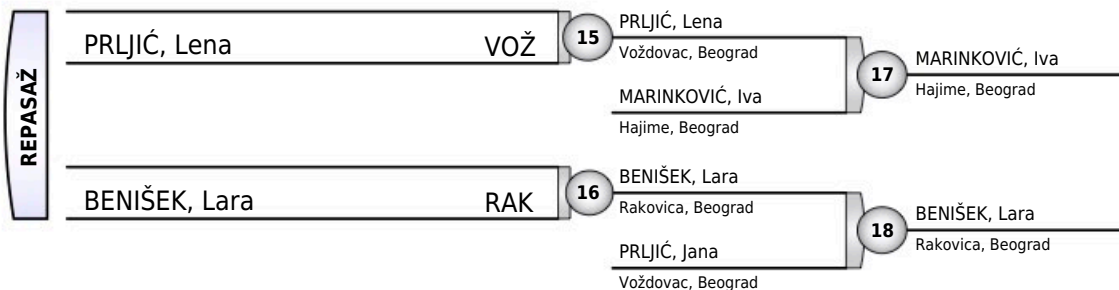 REPASAŽ
PRLJIĆ, Lena VOŽ
15
PRLJIĆ, Lena
Voždovac, Beograd
MARINKOVIĆ, Iva
Hajime, Beograd
17
MARINKOVIĆ, Iva
Hajime, Beograd
BENIŠEK, Lara RAK
16
BENIŠEK, Lara
Rakovica, Beograd
PRLJIĆ, Jana
Voždovac, Beograd
18
BENIŠEK, Lara
Rakovica, Beograd